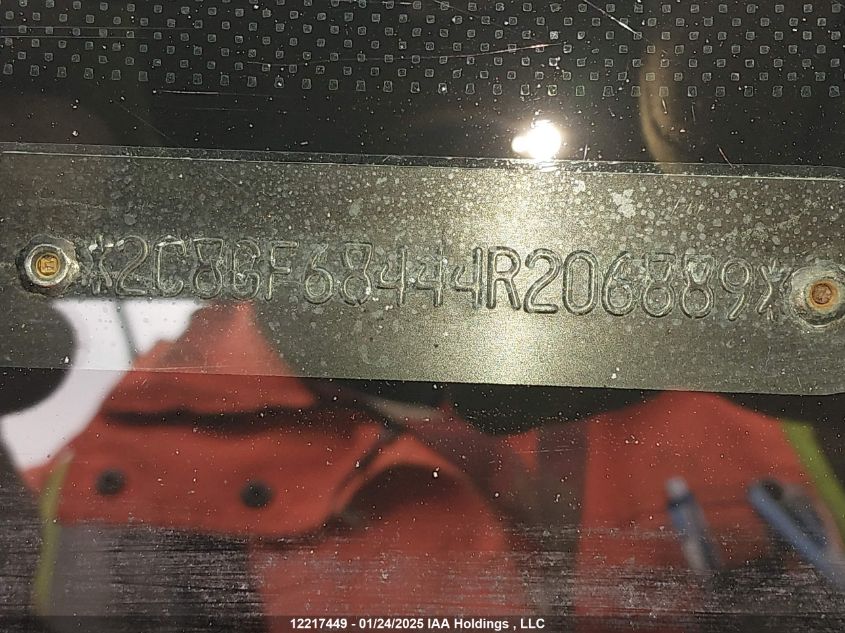 *2C8GF68444R206889*
12217449 - 01/24/2025 IAA Holdings , LLC